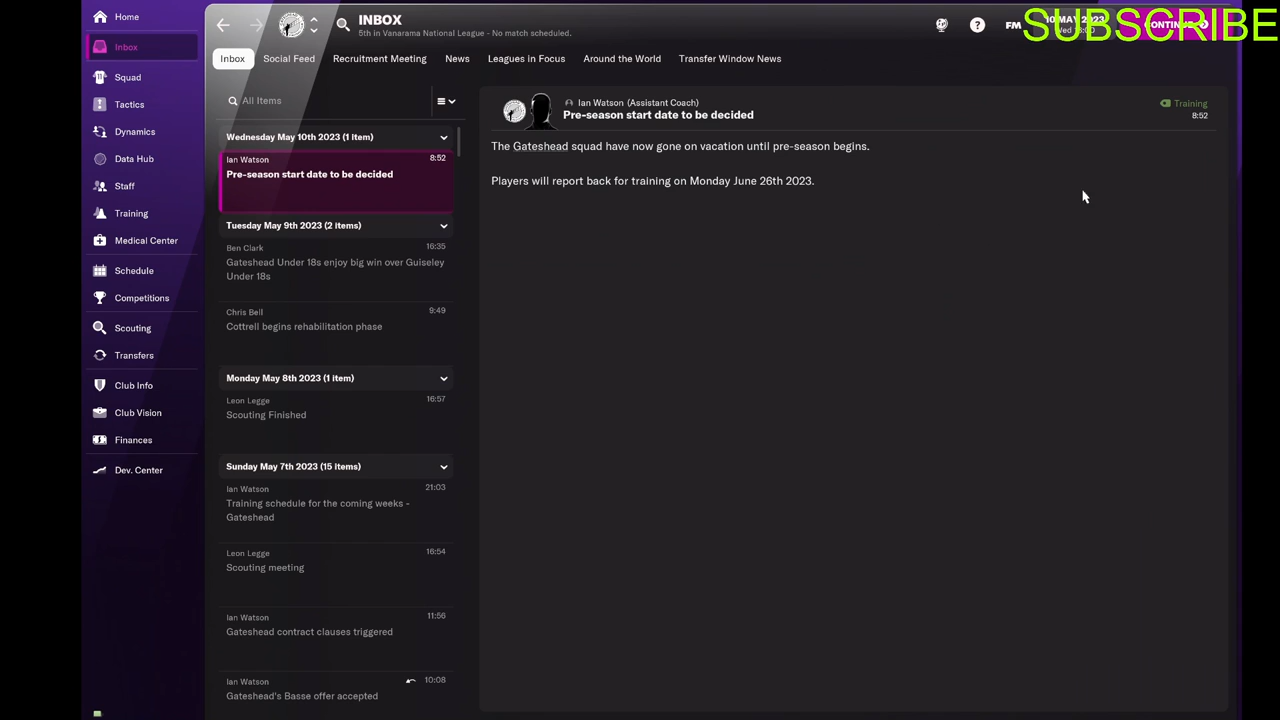 Home
Inbox
Squad
Tactics
Dynamics
Data Hub
Staff
Training
Medical Center
Schedule
Competitions
Scouting
Transfers
Club Info
Club Vision
Finances
Dev. Center
INBOX
5th in Vanarama National League - No match scheduled.
FM
SUBSCRIBE
Inbox
Social Feed
Recruitment Meeting
News
Leagues in Focus
Around the World
Transfer Window News
All Items
Wednesday May 10th 2023 (1 item)
Ian Watson 8:52
Pre-season start date to be decided
Tuesday May 9th 2023 (2 items)
Ben Clark 16:35
Gateshead Under 18s enjoy big win over Guiseley
Under 18s
Chris Bell 9:49
Cottrell begins rehabilitation phase
Monday May 8th 2023 (1 item)
Leon Legge 16:57
Scouting Finished
Sunday May 7th 2023 (15 items)
Ian Watson 21:03
Training schedule for the coming weeks -
Gateshead
Leon Legge 16:54
Scouting meeting
Ian Watson 11:56
Gateshead contract clauses triggered
Ian Watson 10:08
Gateshead's Basse offer accepted
Ian Watson (Assistant Coach)
Pre-season start date to be decided
Training
8:52
The Gateshead squad have now gone on vacation until pre-season begins.
Players will report back for training on Monday June 26th 2023.